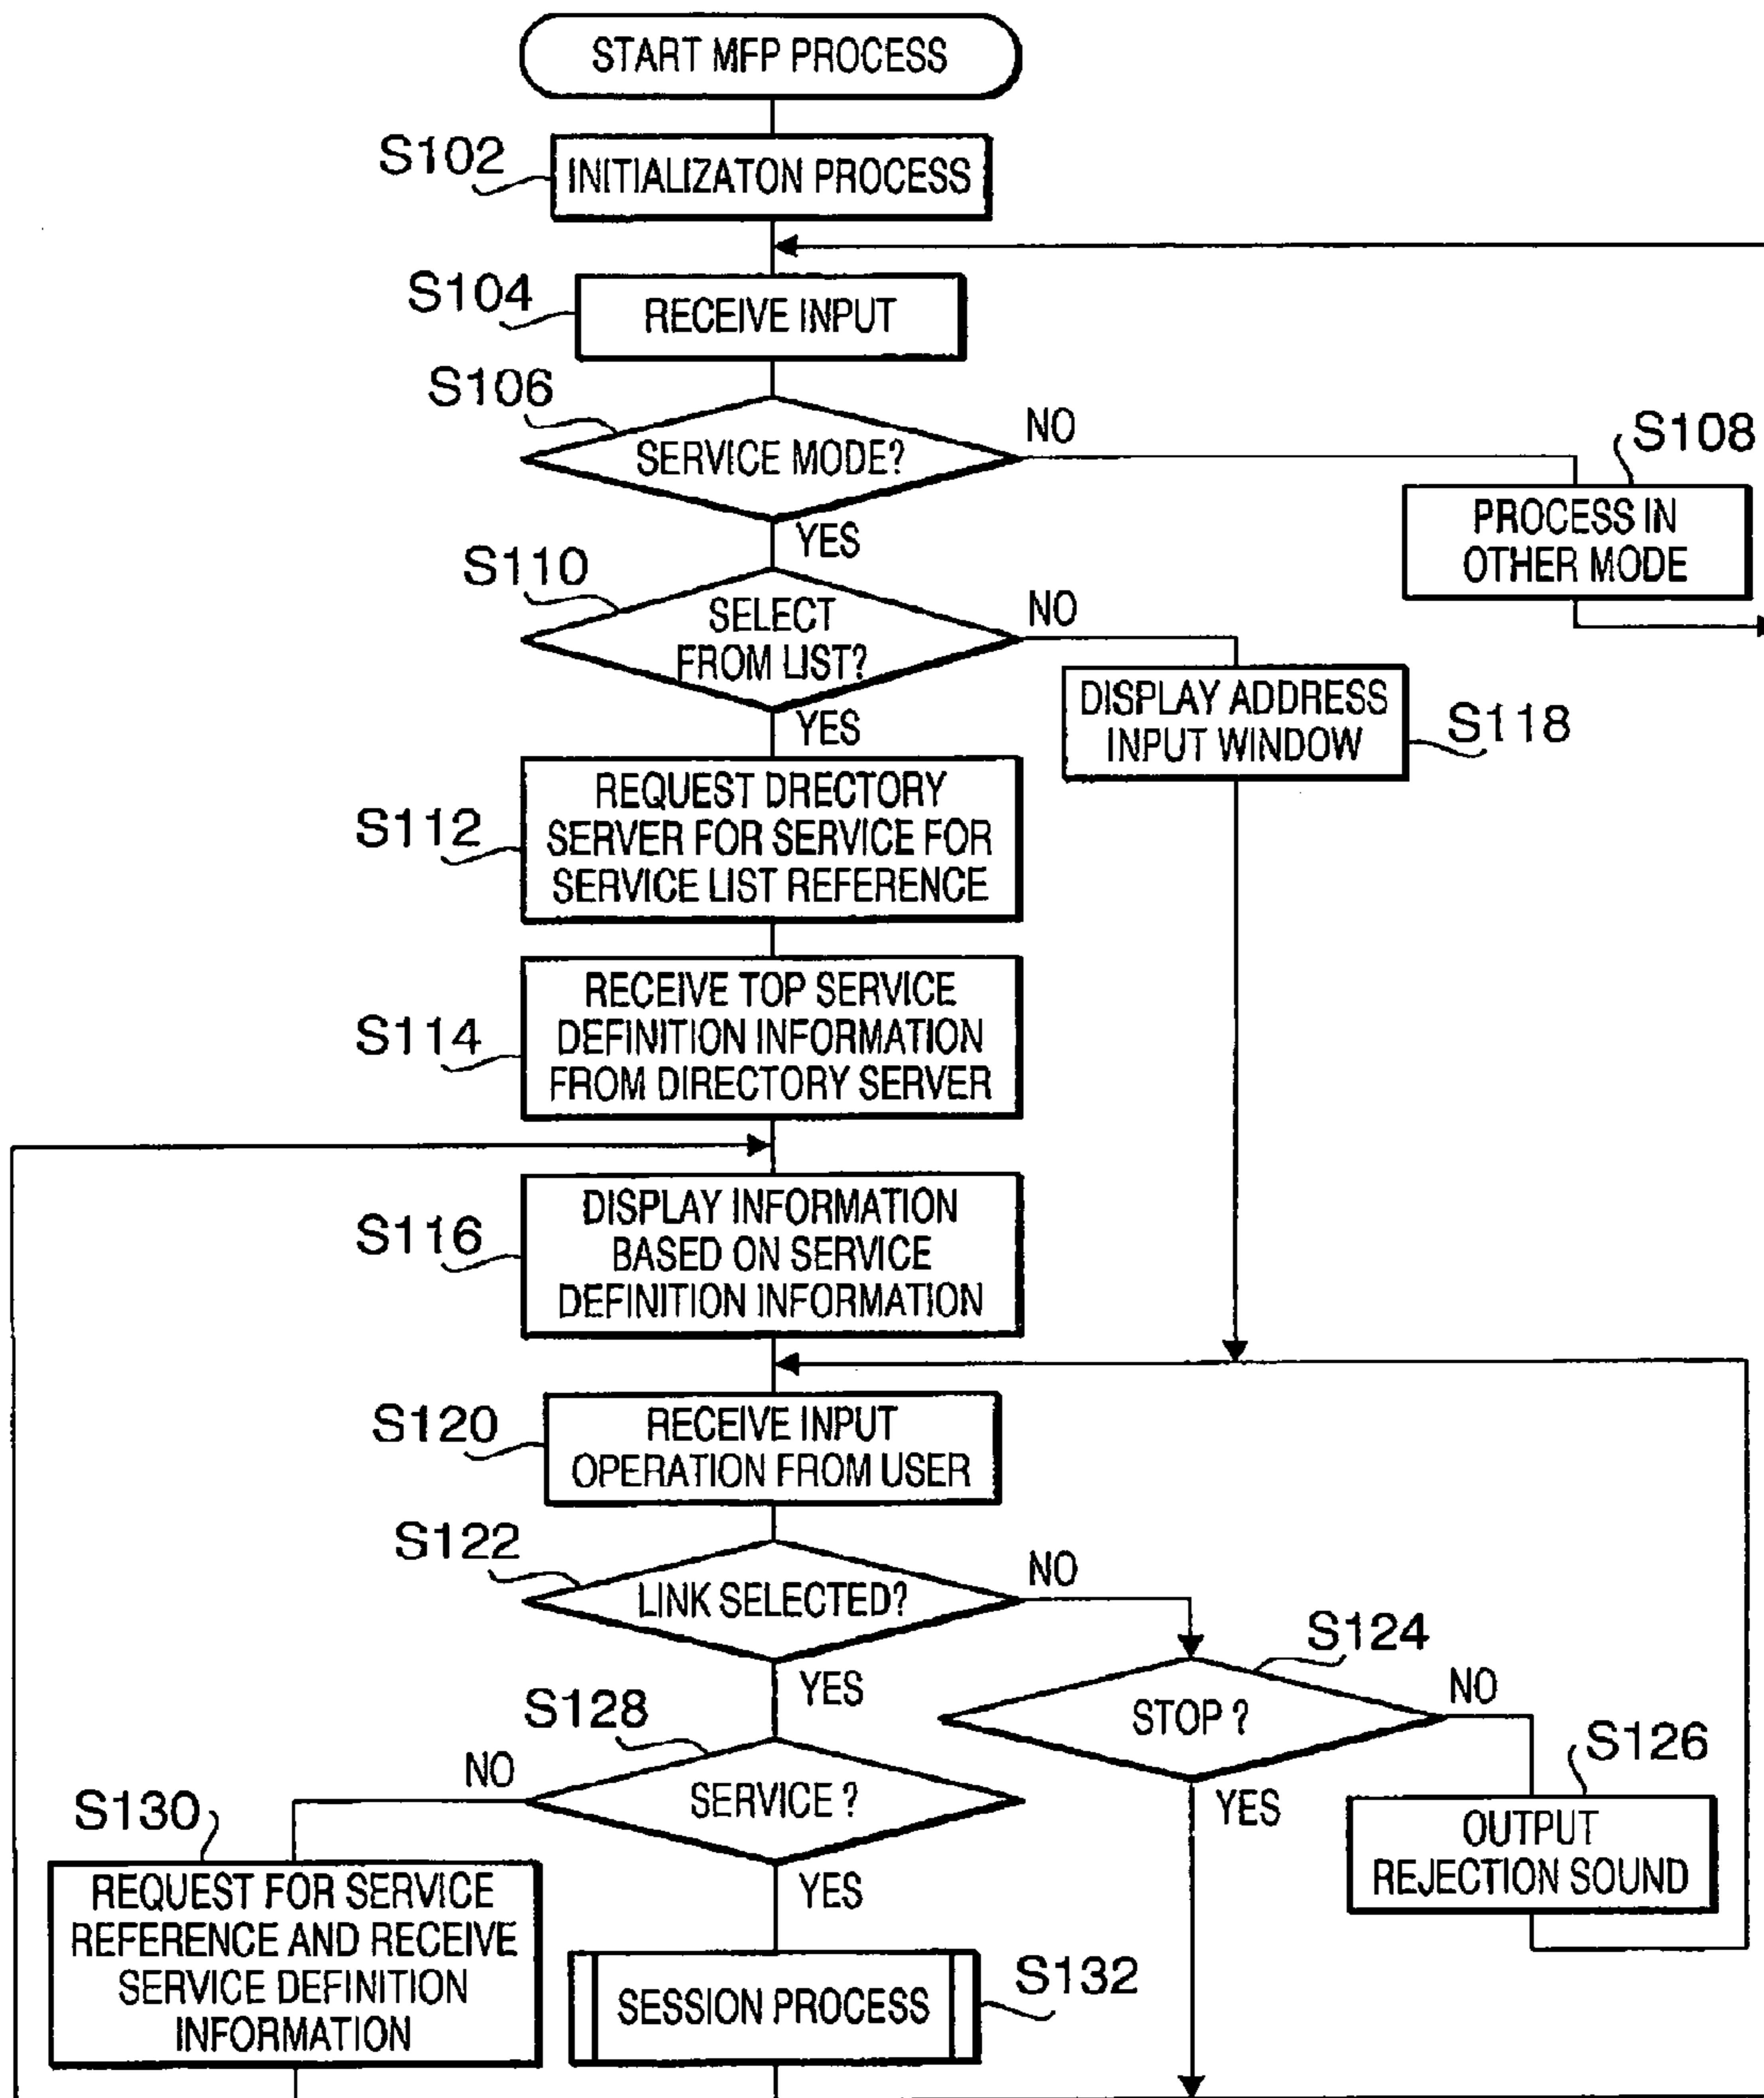 START MFP PROCESS
S102
INITIALIZATON PROCESS
S104
RECEIVE INPUT
S106
SERVICE MODE?
NO
S108
PROCESS IN
OTHER MODE
YES
S110
SELECT
FROM LIST?
NO
DISPLAY ADDRESS
INPUT WINDOW
S118
YES
S112
REQUEST DRECTORY
SERVER FOR SERVICE FOR
SERVICE LIST REFERENCE
S114
RECEIVE TOP SERVICE
DEFINITION INFORMATION
FROM DIRECTORY SERVER
S116
DISPLAY INFORMATION
BASED ON SERVICE
DEFINITION INFORMATION
S120
RECEIVE INPUT
OPERATION FROM USER
S122
LINK SELECTED?
NO
S124
STOP ?
NO
S126
OUTPUT
REJECTION SOUND
YES
YES
S128
SERVICE ?
NO
S130
REQUEST FOR SERVICE
REFERENCE AND RECEIVE
SERVICE DEFINITION
INFORMATION
YES
SESSION PROCESS
S132